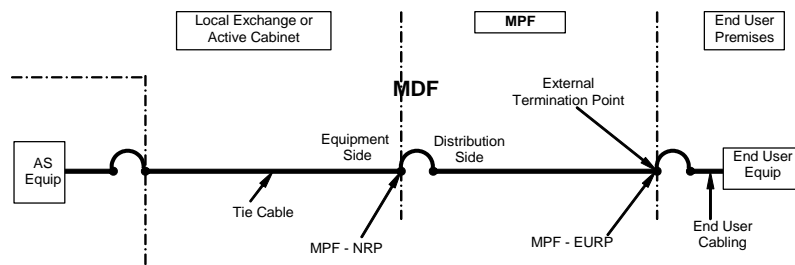 Local Exchange or
Active Cabinet
MPF
End User
Premises
MDF
External
Termination Point
Equipment
Side
Distribution
Side
AS
Equip
End User
Equip
Tie Cable
MPF - NRP
MPF - EURP
End User
Cabling